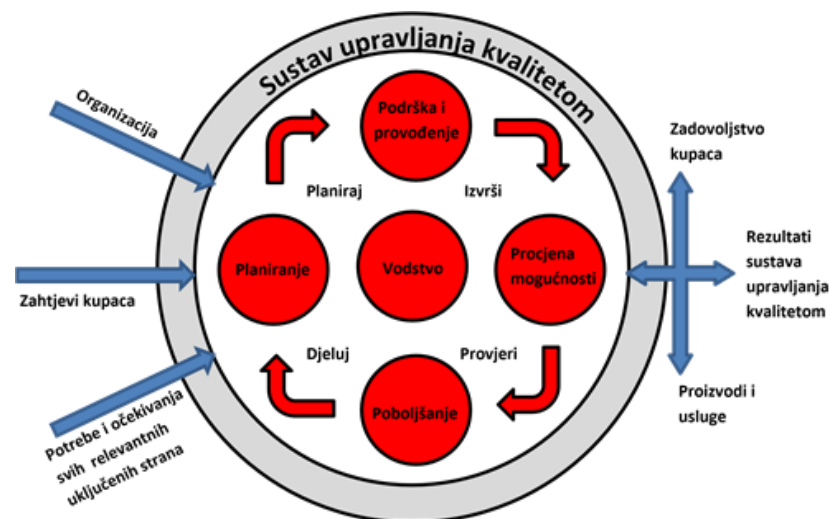 Sustav upravljanja kvalitetom
Organizacija
Podrška i
provođenje
Zadovoljstvo
kupaca
Planiraj
Izvrši
Planiranje
Vodstvo
Procjena
mogućnosti
Rezultati
sustava
upravljanja
kvalitetom
Zahtjevi kupaca
Djeluj
Provjeri
Poboljšanje
Proizvodi i
usluge
Potrebe i očekivanja
svih relevantnih
uključenih strana